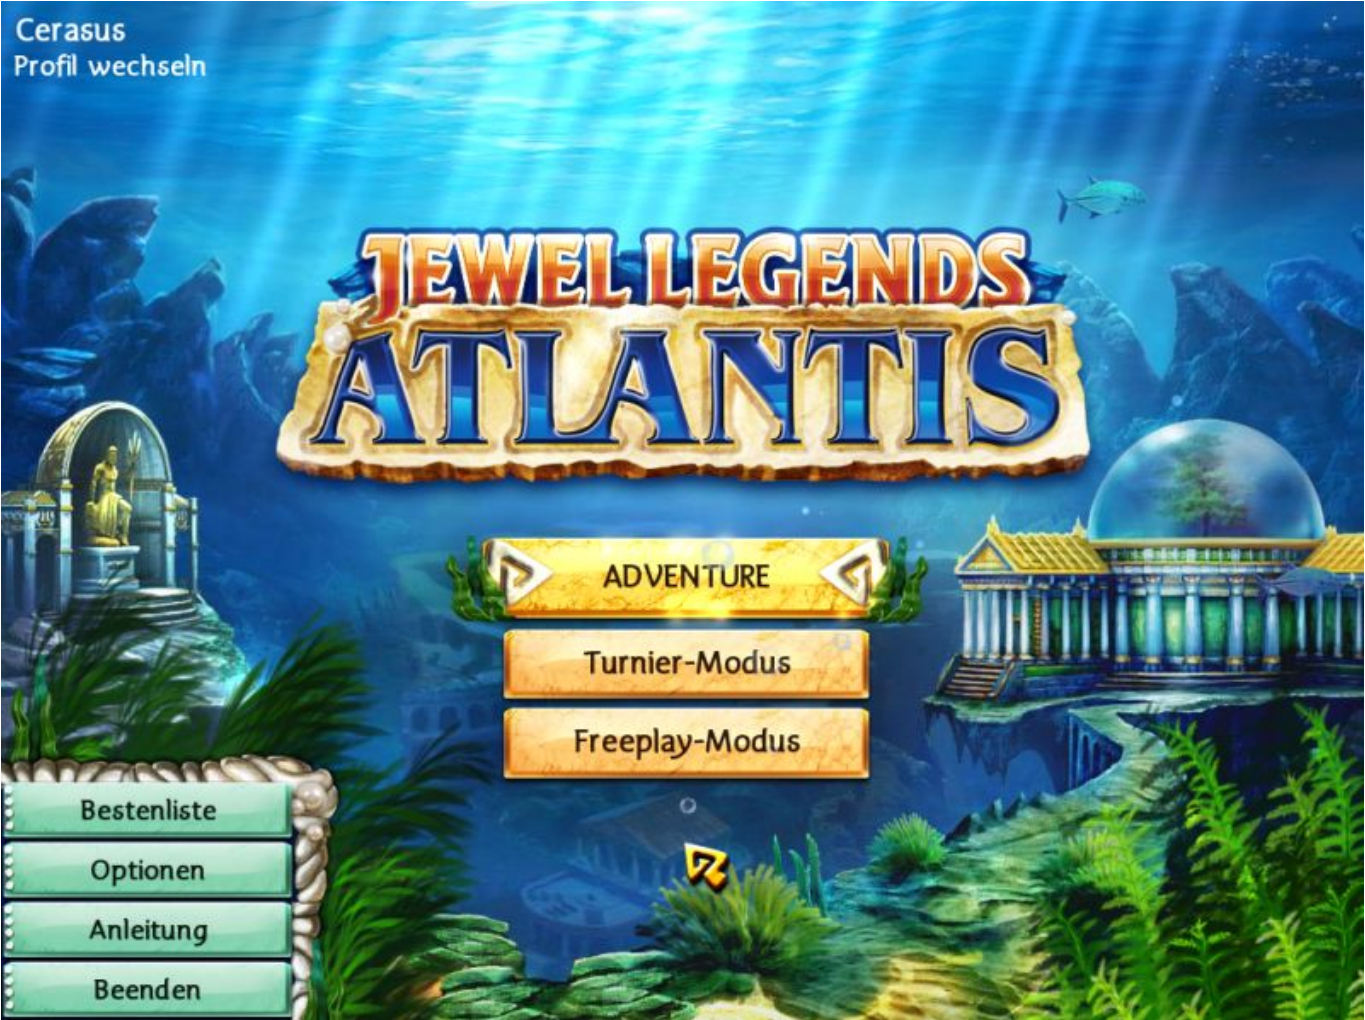 Cerasus
Profil wechseln
JEWEL LEGENDS
ATLANTIS
ADVENTURE
Turnier-Modus
Freeplay-Modus
Bestenliste
Optionen
Anleitung
Beenden